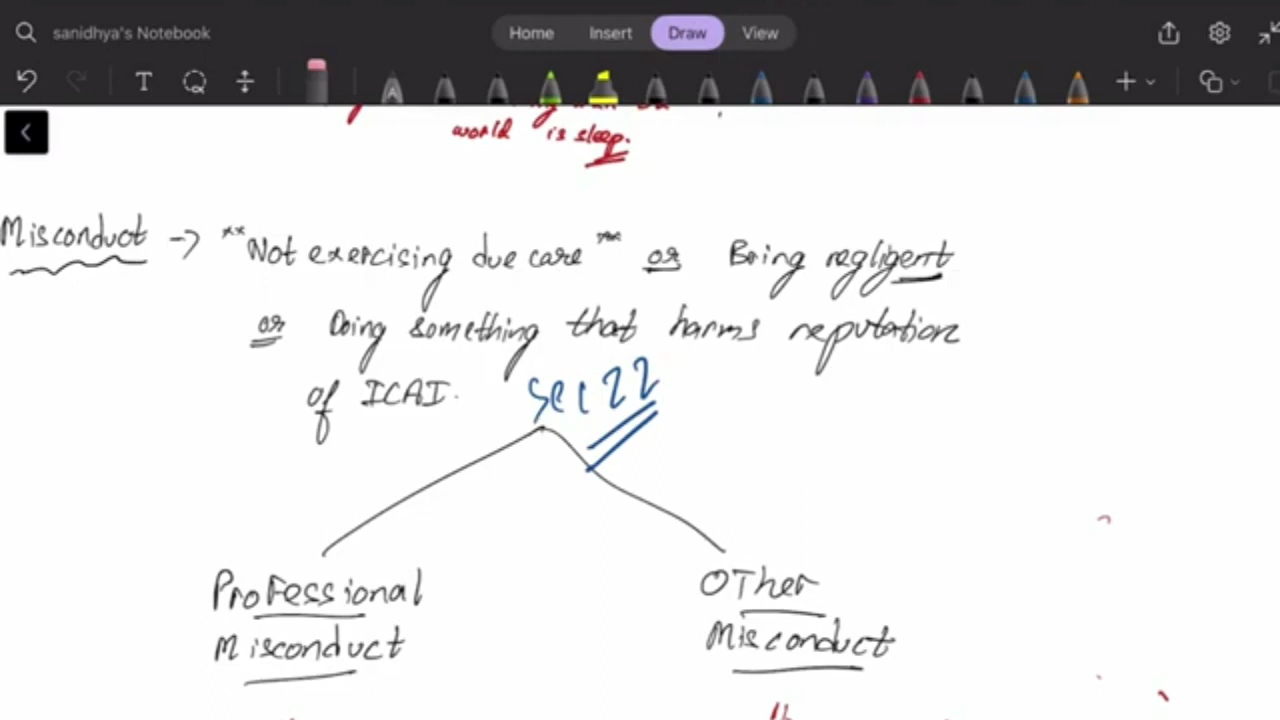 sanidhya's Notebook
Home Insert Draw View
world is sleep.
Misconduct → **Not exercising due care** or Being negligent
or Doing something that harms reputation
of ICAI.
Sec 22
Professional Misconduct
Other Misconduct